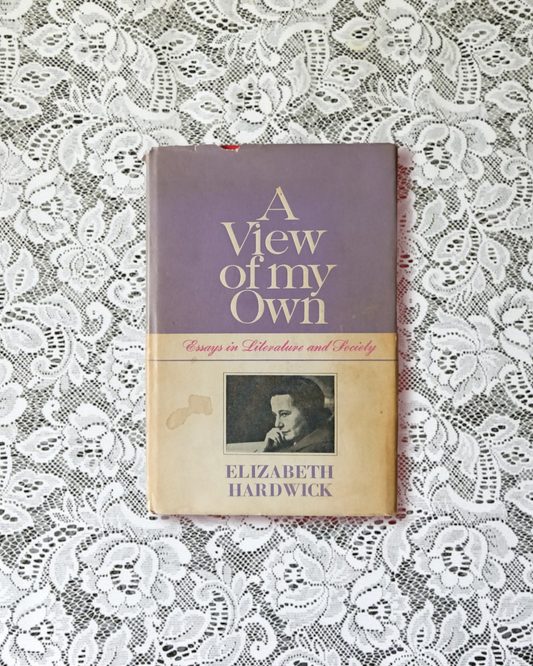 A
View
of my
Own
Essays in Literature and Society
ELIZABETH
HARDWICK